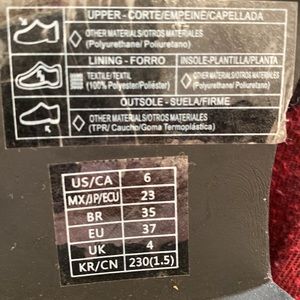 UPPER - CORTE/EMPEINE/CAPELLADA
OTHER MATERIALS/OTROS MATERIALES
(Polyurethane/ Poliuretano)
LINING - FORRO
INSOLE-PLANTILLA/PLANTA
TEXTILE/TEXTIL
(100% Polyester/Poliéster)
OTHER MATERIALS/OTROS MATERIALES
(Polyurethane/ Poliuretano)
OUTSOLE - SUELA/FIRME
OTHER MATERIALS/OTROS MATERIALES
(TPR/ Caucho/Goma Termoplástica)
US/CA 6
MX/JP/ECU 23
BR 35
EU 37
UK 4
KR/CN 230(1.5)